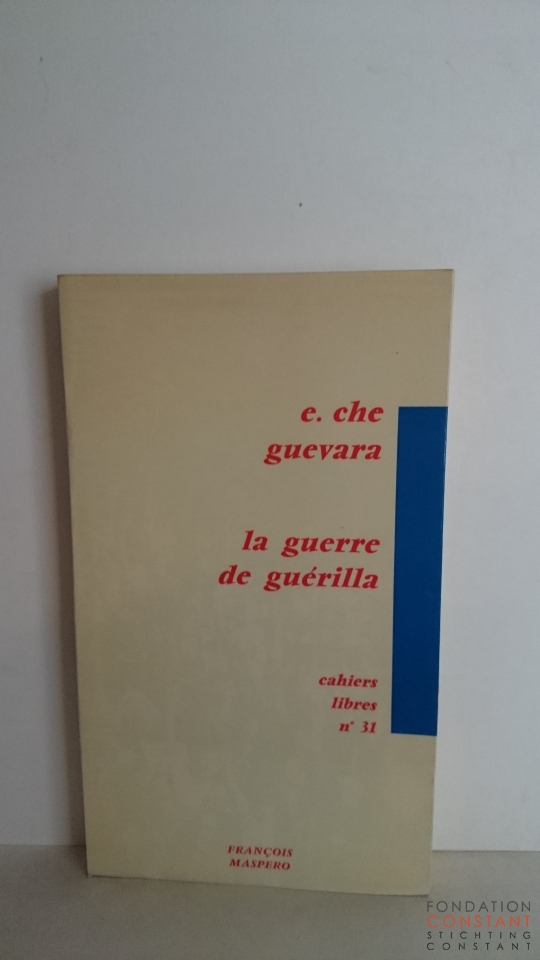 e. che
guevara
la guerre
de guérilla
cahiers
libres
n° 31
FRANÇOIS
MASPERO
FONDATION
CONSTANT
STICHTING
CONSTANT